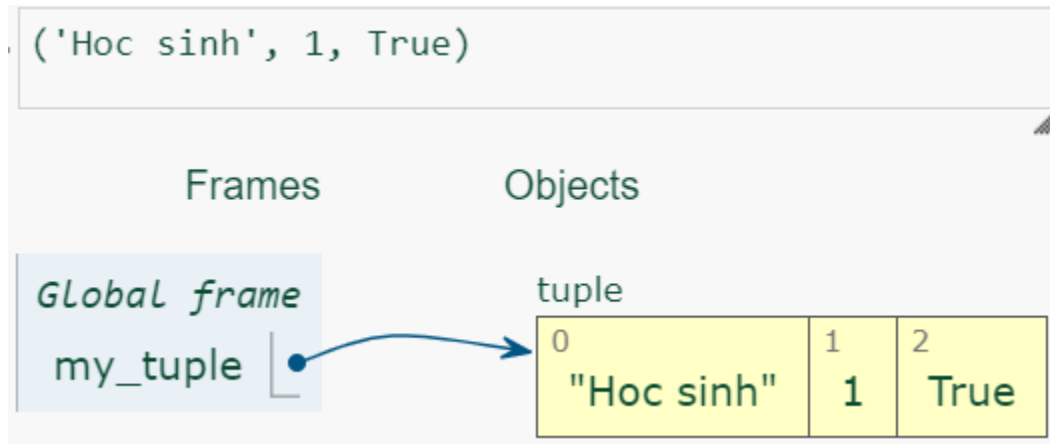 ('Hoc sinh', 1, True)
Frames Objects
Global frame
my_tuple
tuple
0 1 2
"Hoc sinh" 1 True